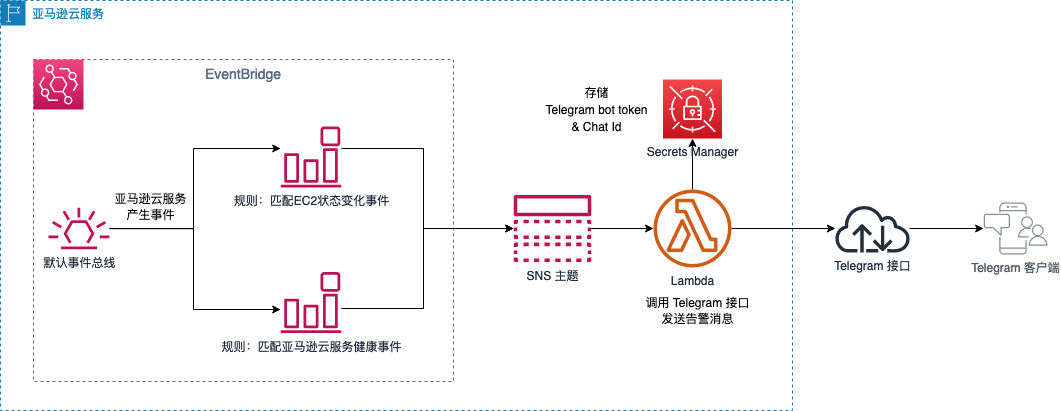 亚马逊云服务
EventBridge
存储
Telegram bot token
& Chat Id
Secrets Manager
亚马逊云服务
产生事件
规则：匹配EC2状态变化事件
默认事件总线
SNS 主题
Lambda
Telegram 接口
Telegram 客户端
调用 Telegram 接口
发送告警消息
规则：匹配亚马逊云服务健康事件